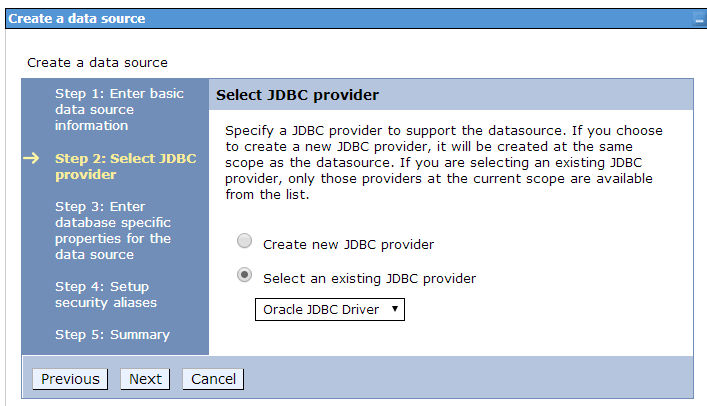 Create a data source
Create a data source
Step 1: Enter basic
data source
information
Step 2: Select JDBC
provider
Step 3: Enter
database specific
properties for the
data source
Step 4: Setup
security aliases
Step 5: Summary
Select JDBC provider
Specify a JDBC provider to support the datasource. If you choose
to create a new JDBC provider, it will be created at the same
scope as the datasource. If you are selecting an existing JDBC
provider, only those providers at the current scope are available
from the list.
Create new JDBC provider
Select an existing JDBC provider
Oracle JDBC Driver
Previous Next Cancel